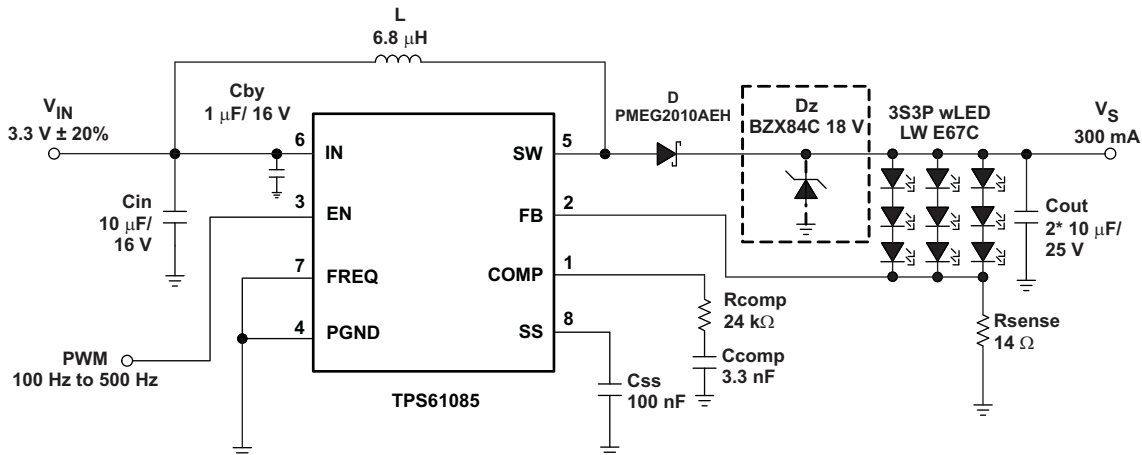 L
6.8 μH
Cby
1 μF/ 16 V
VIN
3.3 V ± 20%
D
PMEG2010AEH
Dz
BZX84C 18 V
3S3P wLED
LW E67C
VS
300 mA
6
IN
SW
5
Cin
10 μF/
16 V
3
EN
FB
2
Cout
2* 10 μF/
25 V
7
FREQ
COMP
1
Rcomp
24 kΩ
4
PGND
SS
8
Rsense
14 Ω
PWM
100 Hz to 500 Hz
Ccomp
3.3 nF
Css
100 nF
TPS61085